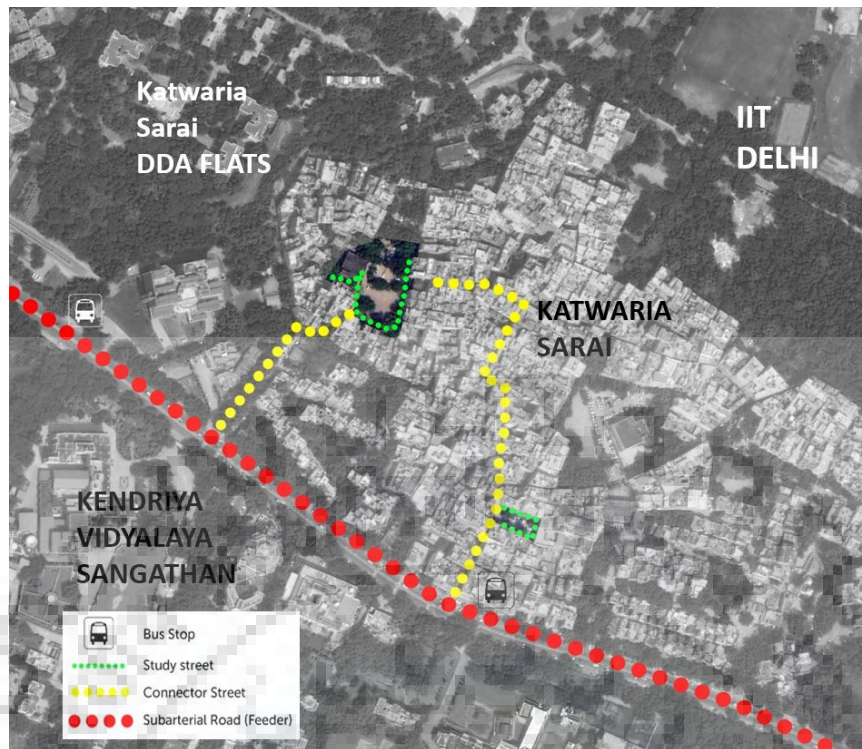 Katwaria
Sarai
DDA FLATS
IIT
DELHI
KATWARIA
SARAI
KENDRIYA
VIDYALAYA
SANGATHAN
Bus Stop
Study street
Connector Street
Subarterial Road (Feeder)